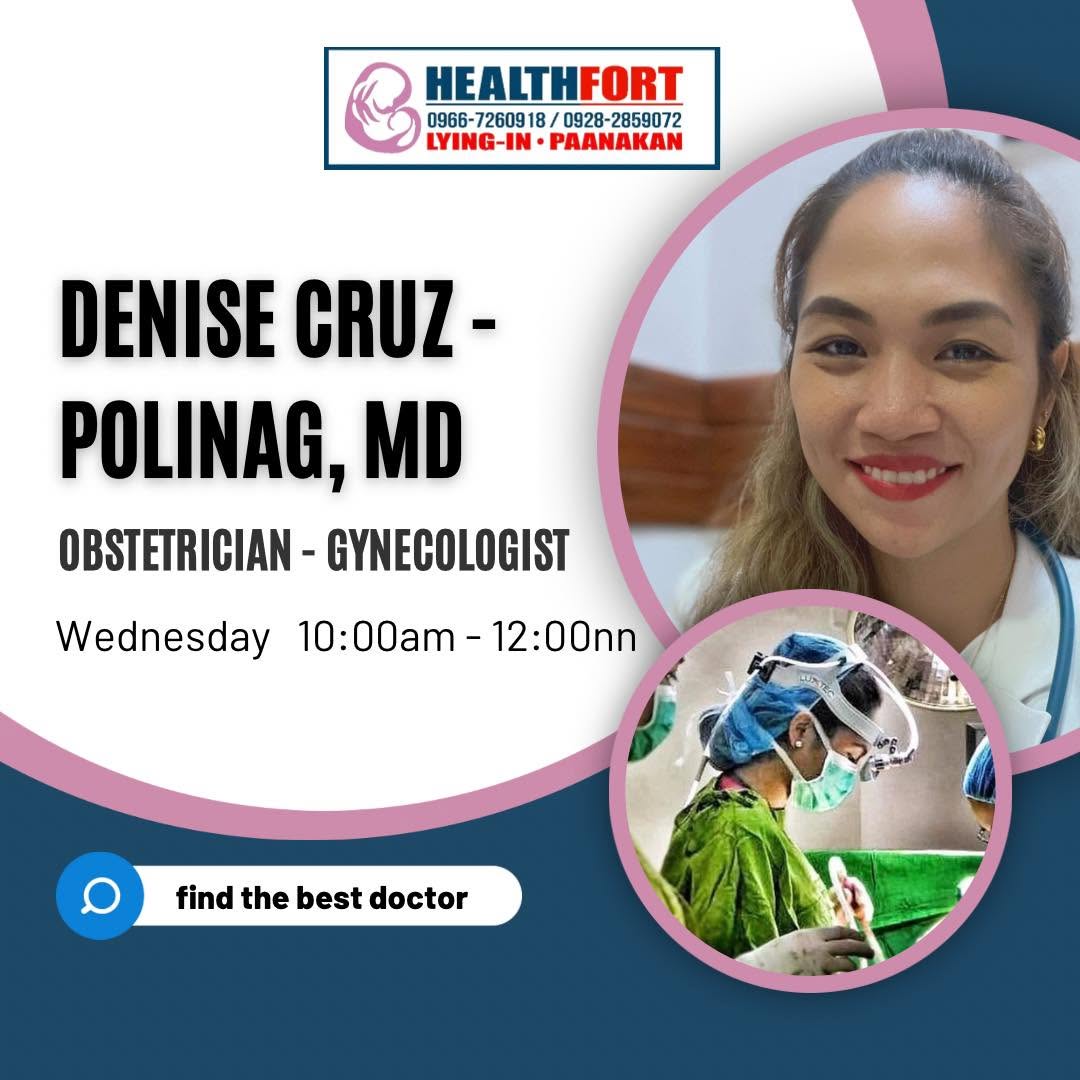 HEALTHFORT
0966-7260918 / 0928-2859072
LYING-IN • PAANAKAN
DENISE CRUZ -
POLINAG, MD
OBSTETRICIAN - GYNECOLOGIST
Wednesday 10:00am - 12:00nn
LUXTEC
find the best doctor